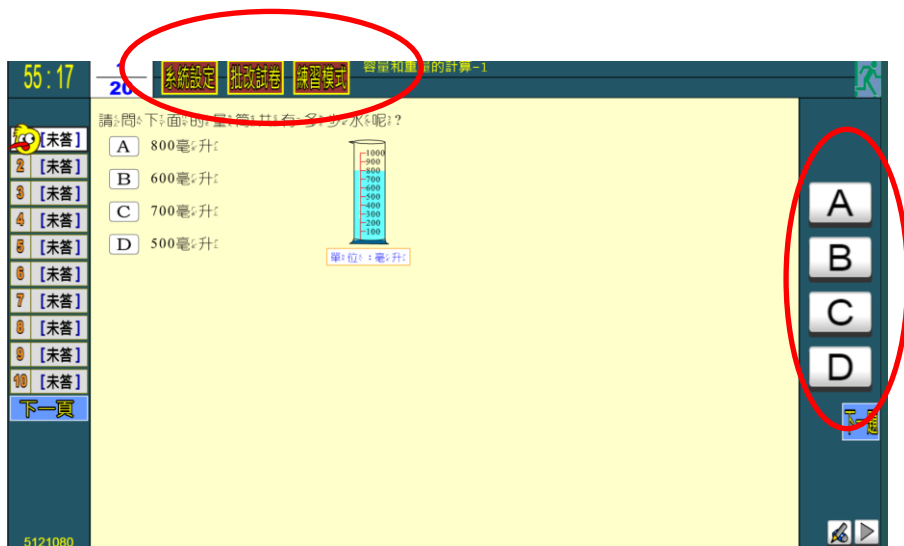 55:17
1
20
系統設定 批改試卷 練習模式
容量和重量的計算-1
請問下面的量筒共有多少水呢?
A 800毫升
B 600毫升
C 700毫升
D 500毫升
1000
900
800
700
600
500
400
300
200
100
單位:毫升
[未答]
2 [未答]
3 [未答]
4 [未答]
5 [未答]
6 [未答]
7 [未答]
8 [未答]
9 [未答]
10 [未答]
下一頁
5121080
A
B
C
D
下一題